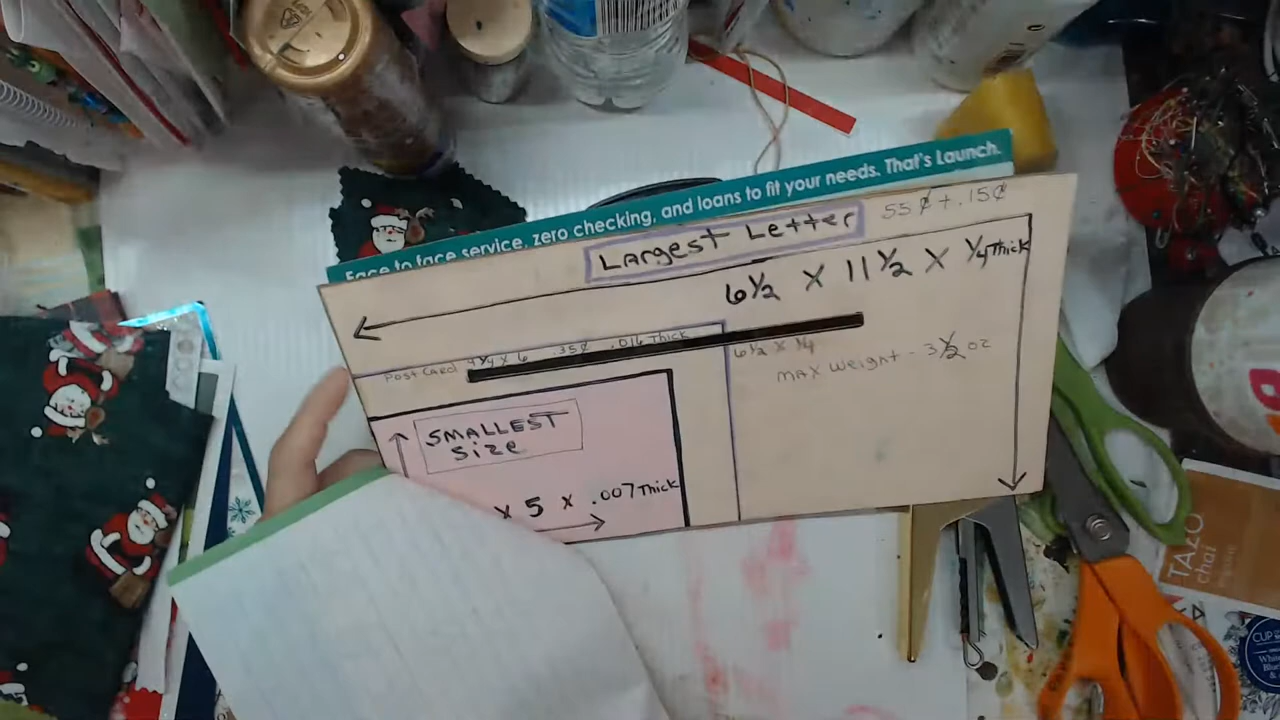 Face to face service, zero checking, and loans to fit your needs. That's Launch.
Largest Letter
55¢ + .15¢
6½ X 11½ X ¼ Thick
Post Card 4¼ x 6 .35¢ .016 Thick
6½ x ¼
Max Weight - 3½ oz
SMALLEST
Size
x 5 x .007 Thick
TAZO
chai
CUP